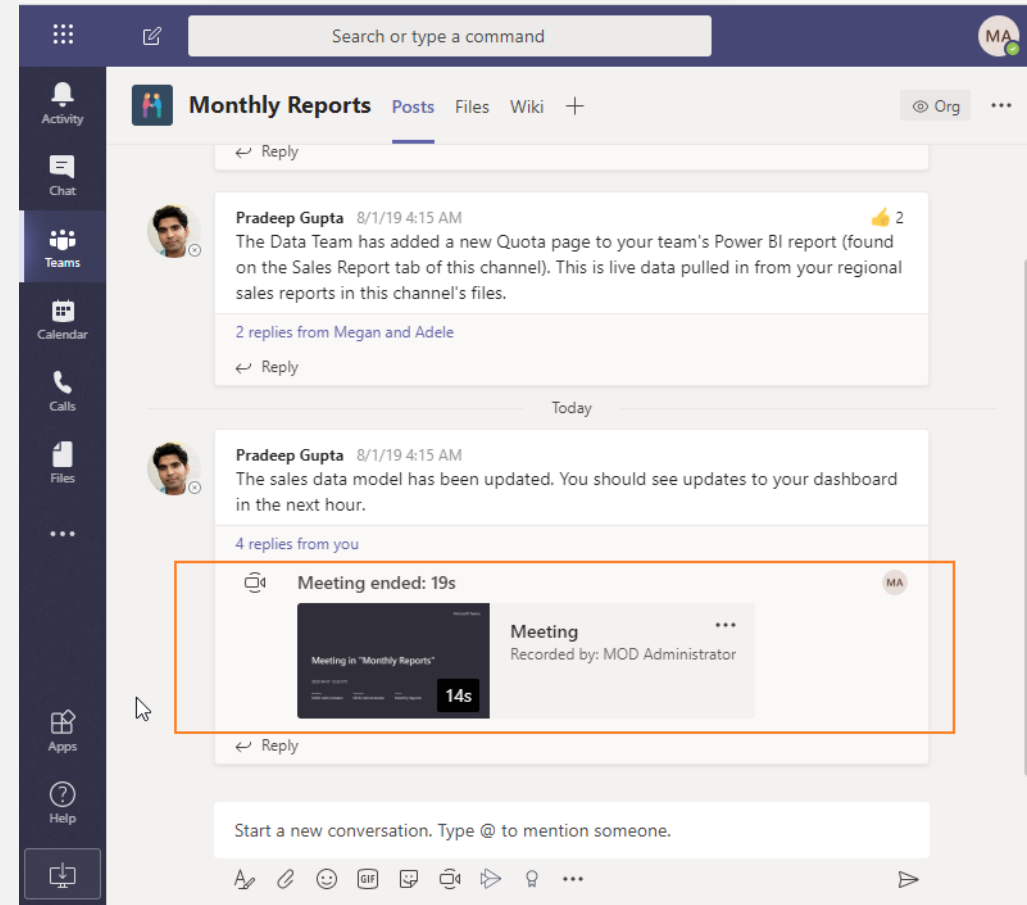 Search or type a command
MA
Activity
Chat
Teams
Calendar
Calls
Files
Apps
Help
Monthly Reports Posts Files Wiki
Org
Reply
Pradeep Gupta 8/1/19 4:15 AM
2
The Data Team has added a new Quota page to your team's Power BI report (found
on the Sales Report tab of this channel). This is live data pulled in from your regional
sales reports in this channel's files.
2 replies from Megan and Adele
Reply
Today
Pradeep Gupta 8/1/19 4:15 AM
The sales data model has been updated. You should see updates to your dashboard
in the next hour.
4 replies from you
Meeting ended: 19s
MA
Microsoft Teams
Meeting in "Monthly Reports"
14s
Meeting
Recorded by: MOD Administrator
Reply
Start a new conversation. Type @ to mention someone.
GIF